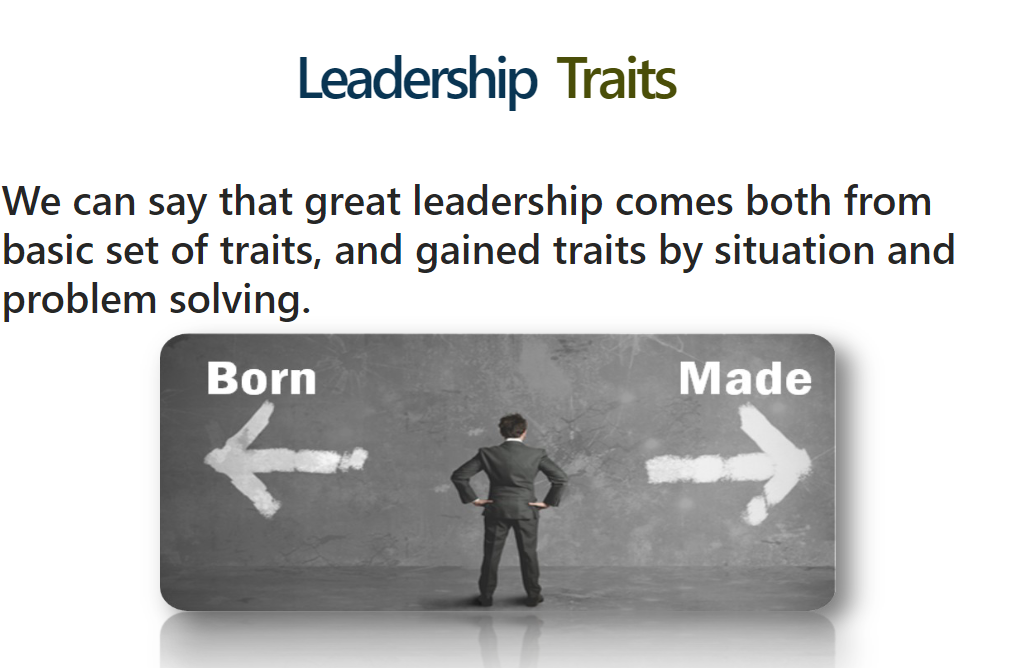 Leadership Traits
We can say that great leadership comes both from
basic set of traits, and gained traits by situation and
problem solving.
Born
Made